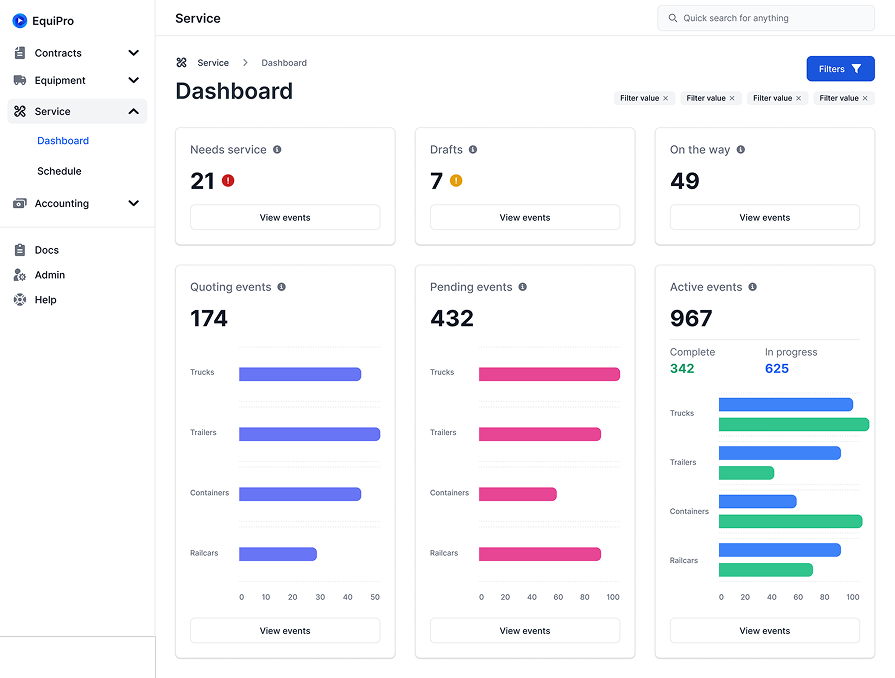 EquiPro
Contracts
Equipment
Service
Dashboard
Schedule
Accounting
Docs
Admin
Help
Service
Quick search for anything
Service Dashboard
Dashboard
Filters
Filter value Filter value Filter value Filter value
Needs service
21
View events
Drafts
7
View events
On the way
49
View events
Quoting events
174
Trucks
Trailers
Containers
Railcars
0 10 20 30 40 50
View events
Pending events
432
Trucks
Trailers
Containers
Railcars
0 20 40 60 80 100
View events
Active events
967
Complete In progress
342 625
Trucks
Trailers
Containers
Railcars
0 20 40 60 80 100
View events